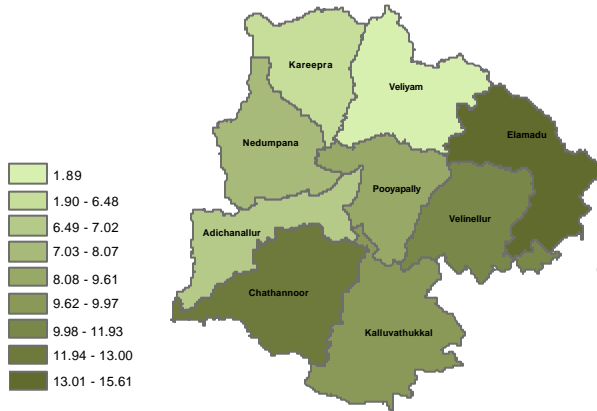 Kareepra
Veliyam
Elamadu
Nedumpana
Pooyapally
Velinellur
Adichanallur
Chathannoor
Kalluvathukkal
1.89
1.90 - 6.48
6.49 - 7.02
7.03 - 8.07
8.08 - 9.61
9.62 - 9.97
9.98 - 11.93
11.94 - 13.00
13.01 - 15.61